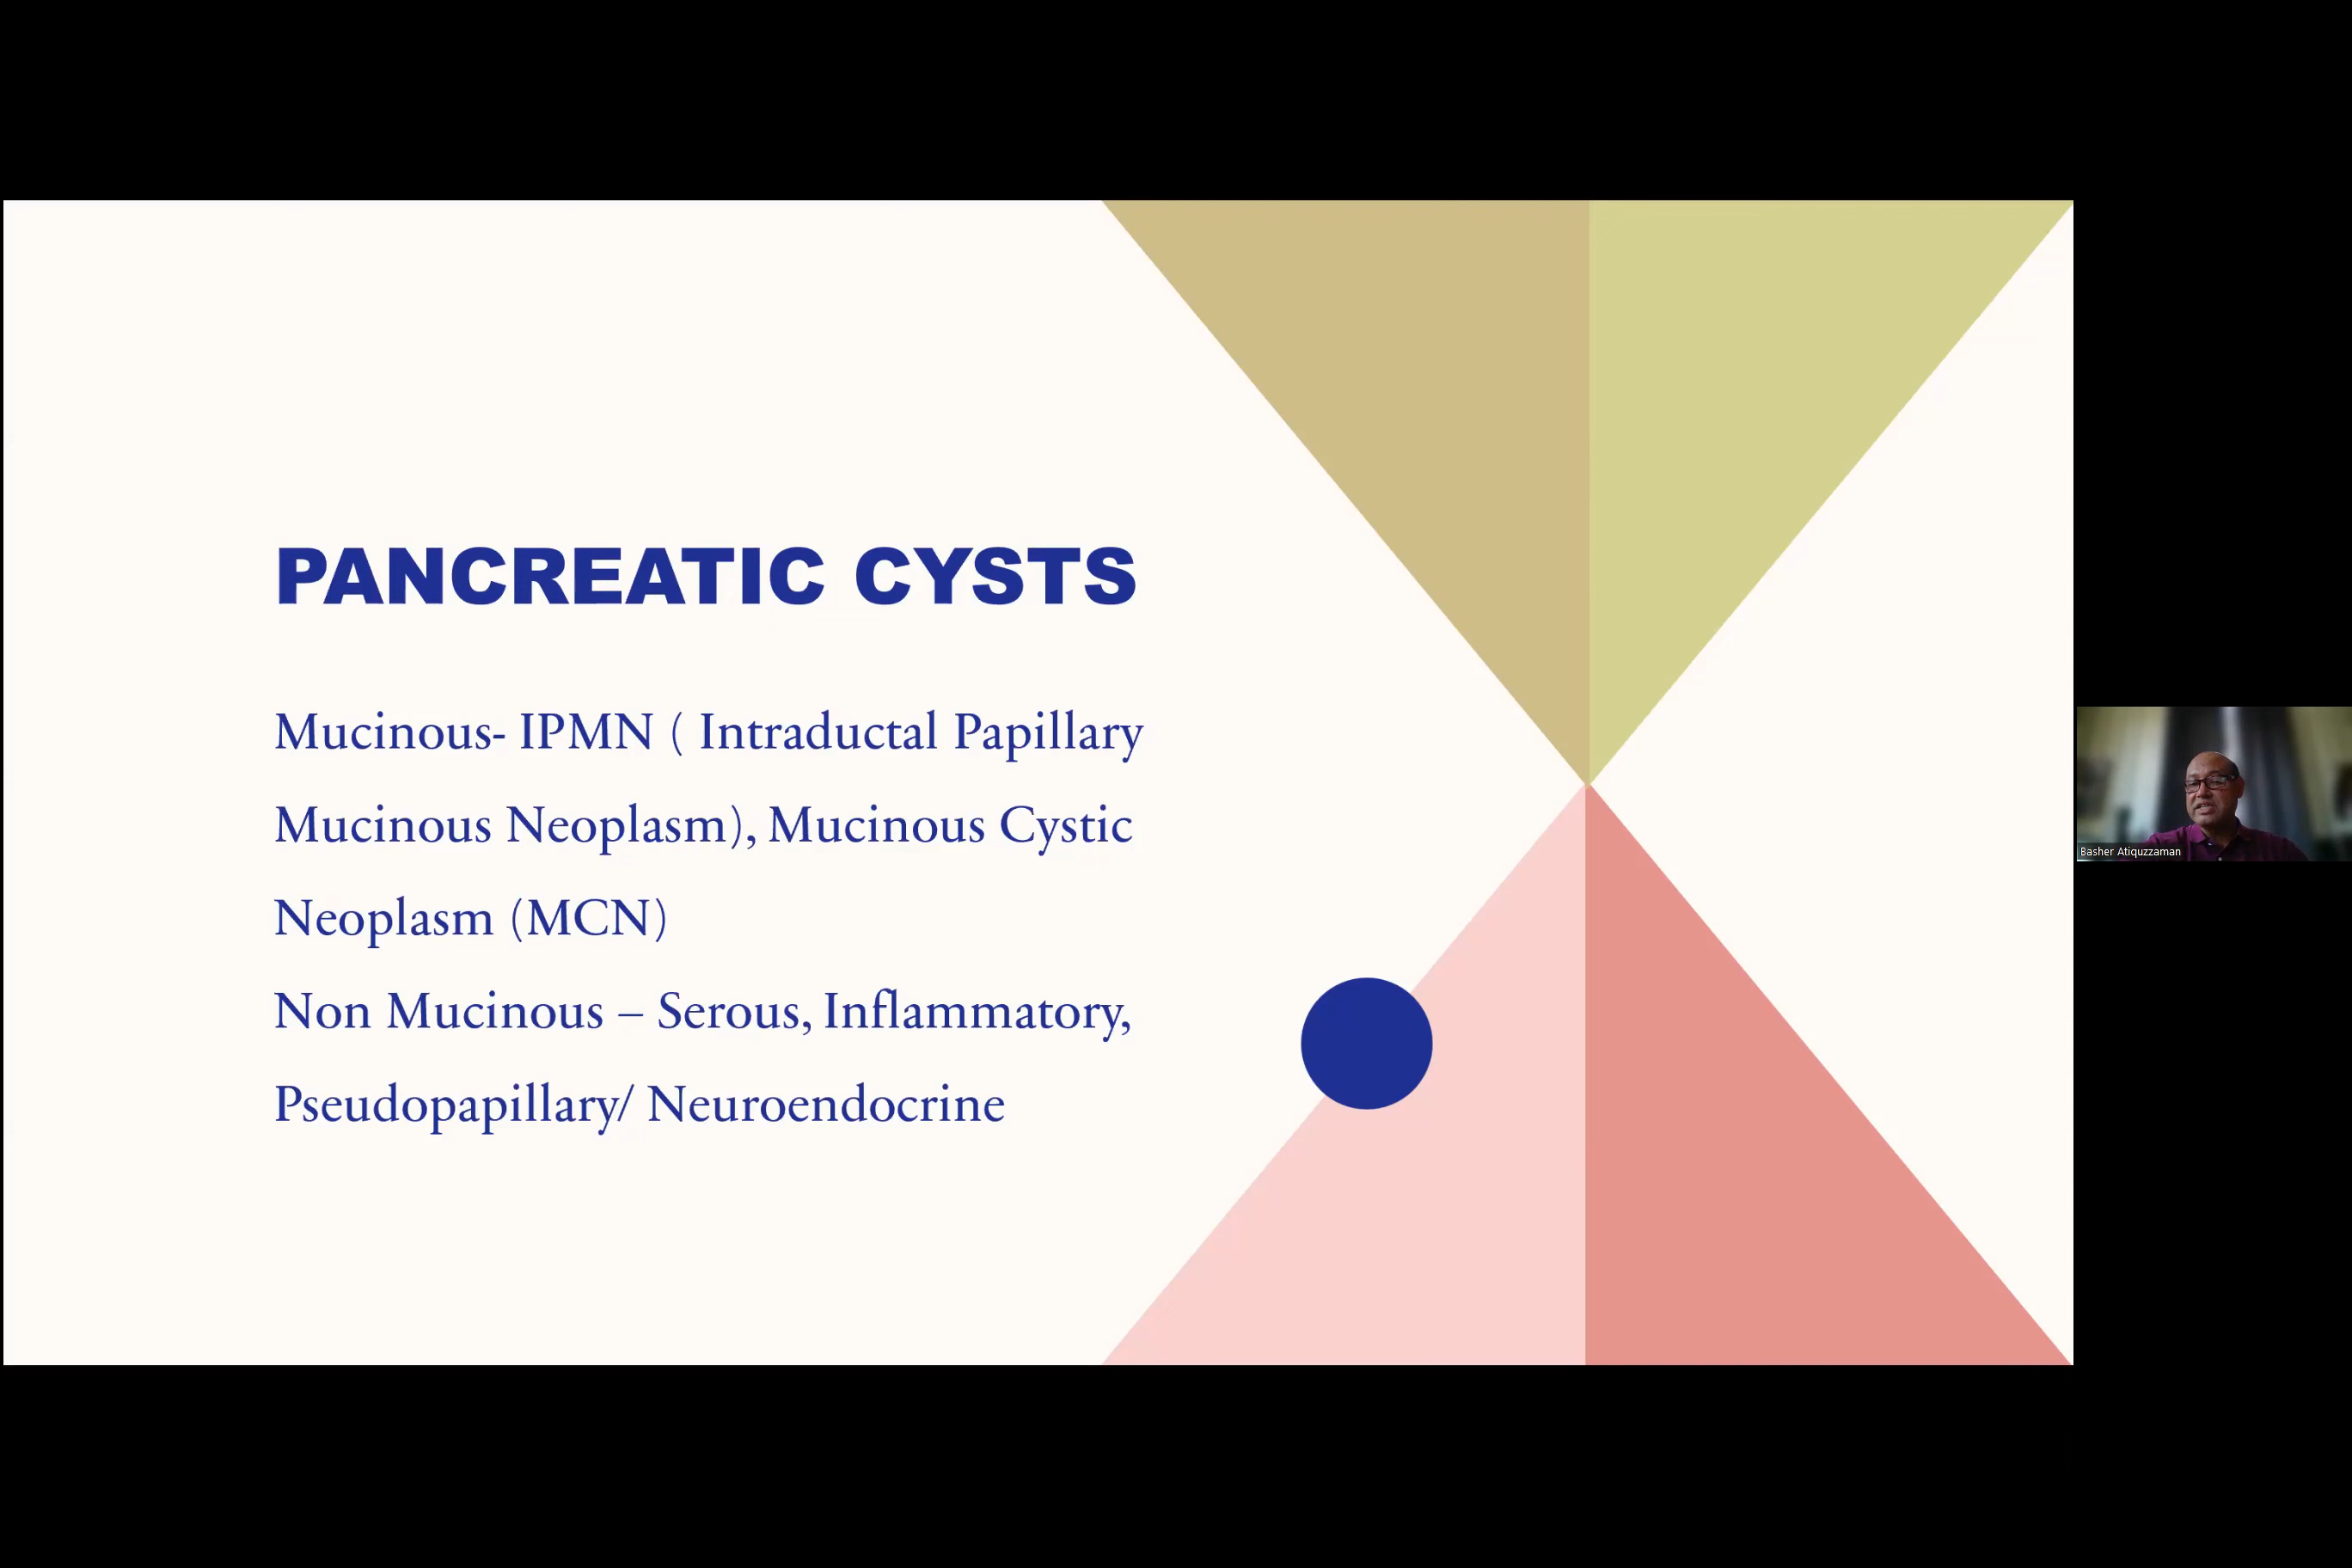 PANCREATIC CYSTS
Mucinous- IPMN ( Intraductal Papillary
Mucinous Neoplasm), Mucinous Cystic
Neoplasm (MCN)
Non Mucinous – Serous, Inflammatory,
Pseudopapillary/ Neuroendocrine
Basher Atiquzzaman